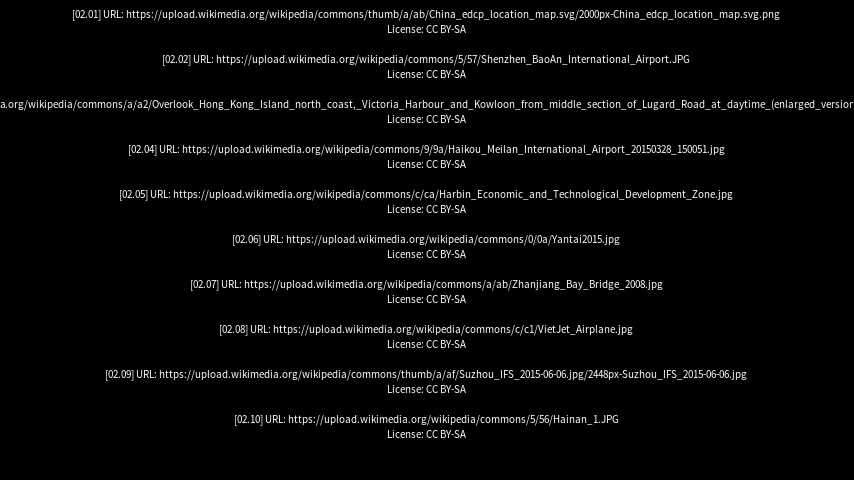 [02.01] URL: https://upload.wikimedia.org/wikipedia/commons/thumb/a/ab/China_edcp_location_map.svg/2000px-China_edcp_location_map.svg.png
License: CC BY-SA
[02.02] URL: https://upload.wikimedia.org/wikipedia/commons/5/57/Shenzhen_BaoAn_International_Airport.JPG
License: CC BY-SA
a.org/wikipedia/commons/a/a2/Overlook_Hong_Kong_Island_north_coast,_Victoria_Harbour_and_Kowloon_from_middle_section_of_Lugard_Road_at_daytime_(enlarged_version
License: CC BY-SA
[02.04] URL: https://upload.wikimedia.org/wikipedia/commons/9/9a/Haikou_Meilan_International_Airport_20150328_150051.jpg
License: CC BY-SA
[02.05] URL: https://upload.wikimedia.org/wikipedia/commons/c/ca/Harbin_Economic_and_Technological_Development_Zone.jpg
License: CC BY-SA
[02.06] URL: https://upload.wikimedia.org/wikipedia/commons/0/0a/Yantai2015.jpg
License: CC BY-SA
[02.07] URL: https://upload.wikimedia.org/wikipedia/commons/a/ab/Zhanjiang_Bay_Bridge_2008.jpg
License: CC BY-SA
[02.08] URL: https://upload.wikimedia.org/wikipedia/commons/c/c1/VietJet_Airplane.jpg
License: CC BY-SA
[02.09] URL: https://upload.wikimedia.org/wikipedia/commons/thumb/a/af/Suzhou_IFS_2015-06-06.jpg/2448px-Suzhou_IFS_2015-06-06.jpg
License: CC BY-SA
[02.10] URL: https://upload.wikimedia.org/wikipedia/commons/5/56/Hainan_1.JPG
License: CC BY-SA